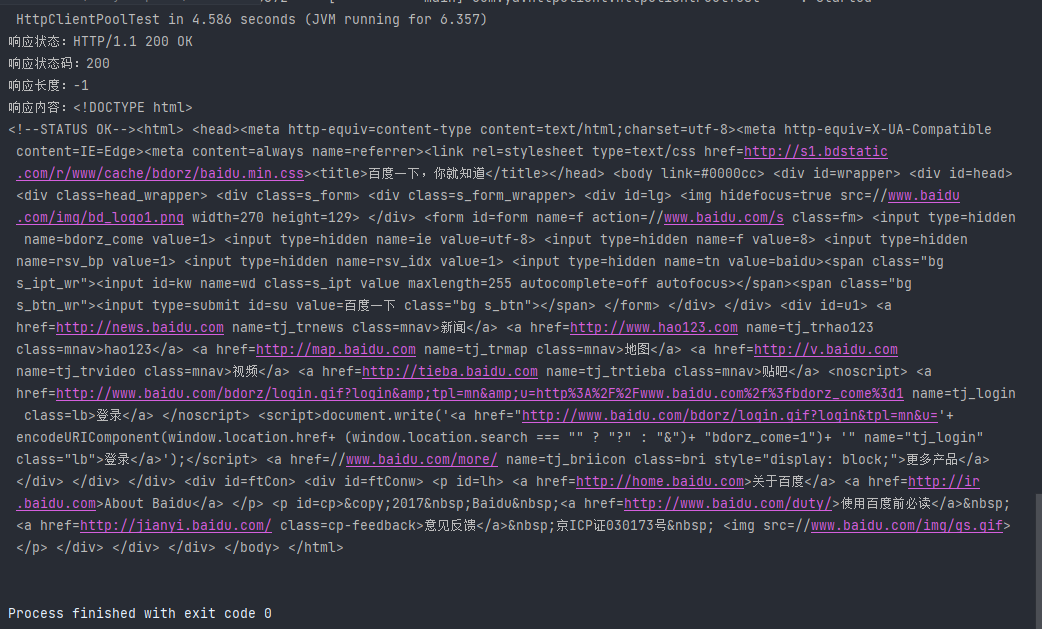 HttpClientPoolTest in 4.586 seconds (JVM running for 6.357)
响应状态：HTTP/1.1 200 OK
响应状态码：200
响应长度：-1
响应内容：<!DOCTYPE html>
<!--STATUS OK--><html> <head><meta http-equiv=content-type content=text/html;charset=utf-8><meta http-equiv=X-UA-Compatible
content=IE=Edge><meta content=always name=referrer><link rel=stylesheet type=text/css href=http://s1.bdstatic
.com/r/www/cache/bdorz/baidu.min.css><title>百度一下，你就知道</title></head> <body link=#0000cc> <div id=wrapper> <div id=head>
<div class=head_wrapper> <div class=s_form> <div class=s_form_wrapper> <div id=lg> <img hidefocus=true src=//www.baidu
.com/img/bd_logo1.png width=270 height=129> </div> <form id=form name=f action=//www.baidu.com/s class=fm> <input type=hidden
name=bdorz_come value=1> <input type=hidden name=ie value=utf-8> <input type=hidden name=f value=8> <input type=hidden
name=rsv_bp value=1> <input type=hidden name=rsv_idx value=1> <input type=hidden name=tn value=baidu><span class="bg
s_ipt_wr"><input id=kw name=wd class=s_ipt value maxlength=255 autocomplete=off autofocus></span><span class="bg
s_btn_wr"><input type=submit id=su value=百度一下 class="bg s_btn"></span> </form> </div> </div> <div id=u1> <a
href=http://news.baidu.com name=tj_trnews class=mnav>新闻</a> <a href=http://www.hao123.com name=tj_trhao123
class=mnav>hao123</a> <a href=http://map.baidu.com name=tj_trmap class=mnav>地图</a> <a href=http://v.baidu.com
name=tj_trvideo class=mnav>视频</a> <a href=http://tieba.baidu.com name=tj_trtieba class=mnav>贴吧</a> <noscript> <a
href=http://www.baidu.com/bdorz/login.gif?login&amp;tpl=mn&amp;u=http%3A%2F%2Fwww.baidu.com%2f%3fbdorz_come%3d1 name=tj_login
class=lb>登录</a> </noscript> <script>document.write('<a href="http://www.baidu.com/bdorz/login.gif?login&tpl=mn&u='+
encodeURIComponent(window.location.href+ (window.location.search === "" ? "?" : "&")+ "bdorz_come=1")+ '" name="tj_login"
class="lb">登录</a>');</script> <a href=//www.baidu.com/more/ name=tj_briicon class=bri style="display: block;">更多产品</a>
</div> </div> </div> <div id=ftCon> <div id=ftConw> <p id=lh> <a href=http://home.baidu.com>关于百度</a> <a href=http://ir
.baidu.com>About Baidu</a> </p> <p id=cp>&copy;2017&nbsp;Baidu&nbsp;<a href=http://www.baidu.com/duty/>使用百度前必读</a>&nbsp;
<a href=http://jianyi.baidu.com/ class=cp-feedback>意见反馈</a>&nbsp;京ICP证030173号&nbsp; <img src=//www.baidu.com/img/gs.gif>
</p> </div> </div> </div> </body> </html>
Process finished with exit code 0